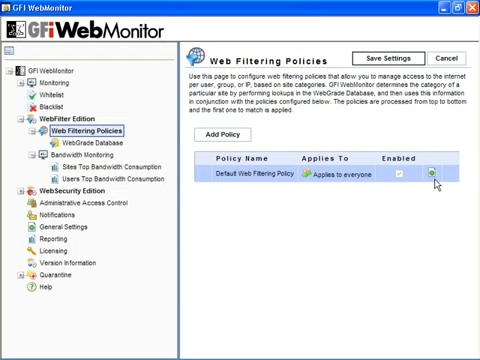 GFI WebMonitor
GFi WebMonitor
GFI WebMonitor
Monitoring
Whitelist
Blacklist
WebFilter Edition
Web Filtering Policies
WebGrade Database
Bandwidth Monitoring
Sites Top Bandwidth Consumption
Users Top Bandwidth Consumption
WebSecurity Edition
Administrative Access Control
Notifications
General Settings
Reporting
Licensing
Version Information
Quarantine
Help
Web Filtering Policies
Save Settings
Cancel
Use this page to configure web filtering policies that allow you to manage access to the internet
per user, group, or IP, based on site categories. GFI WebMonitor determines the category of a
particular site by performing lookups in the WebGrade Database, and then uses this information
in conjunction with the policies configured below. The policies are processed from top to bottom
and the first one to match is applied.
Add Policy
Policy Name Applies To Enabled
Default Web Filtering Policy Applies to everyone